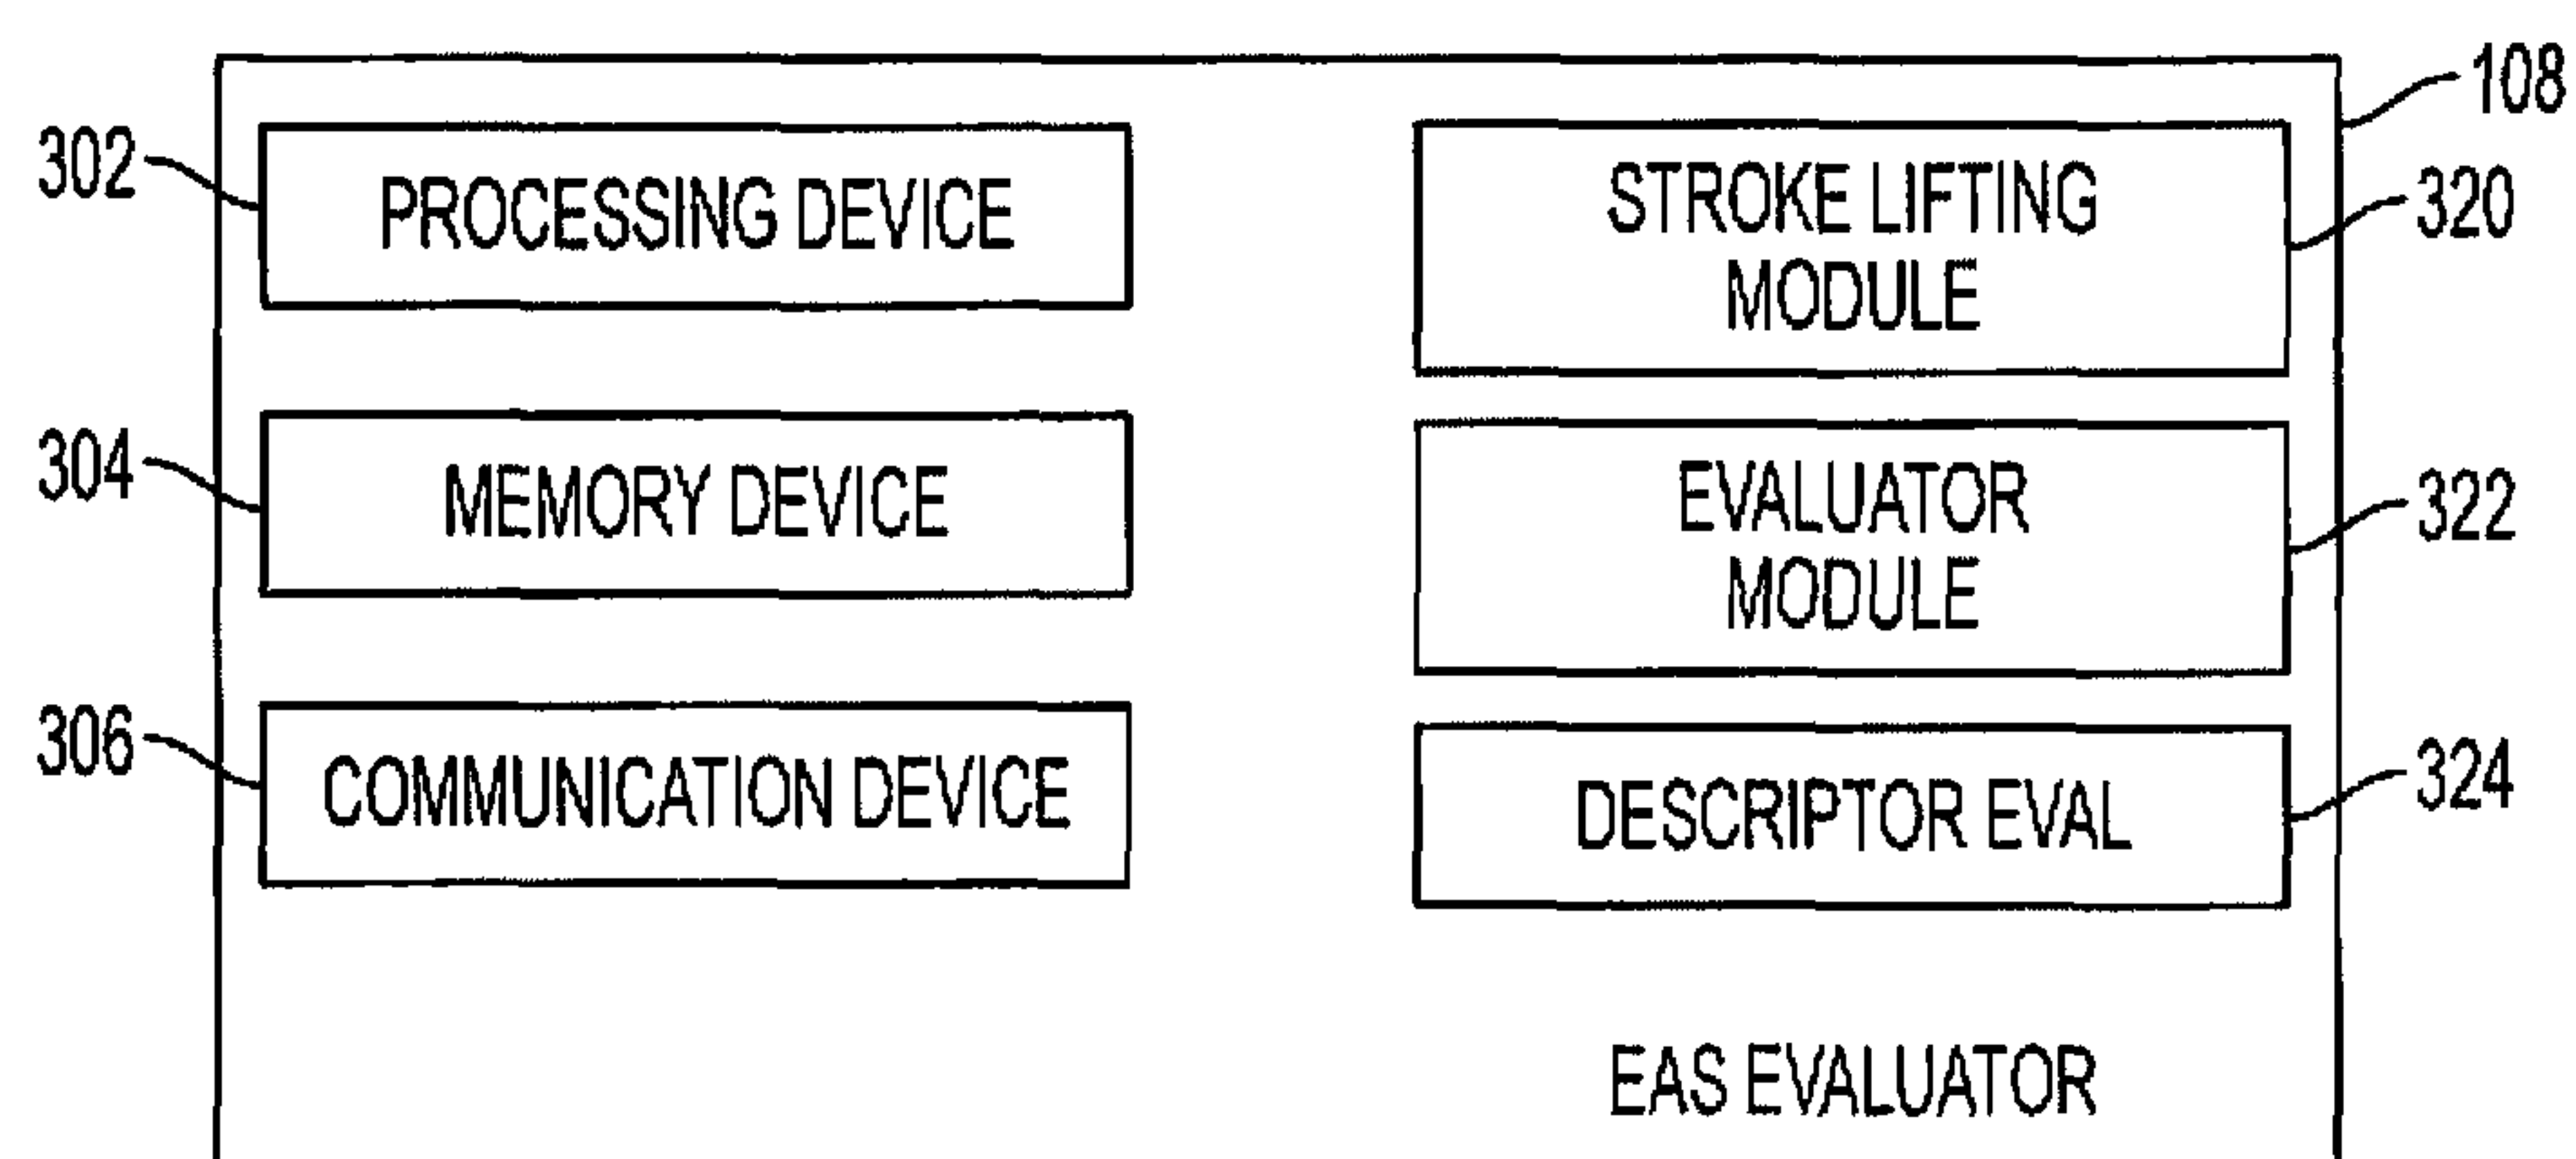 108
302
PROCESSING DEVICE
STROKE LIFTING
MODULE
320
304
MEMORY DEVICE
EVALUATOR
MODULE
322
306
COMMUNICATION DEVICE
DESCRIPTOR EVAL
324
EAS EVALUATOR